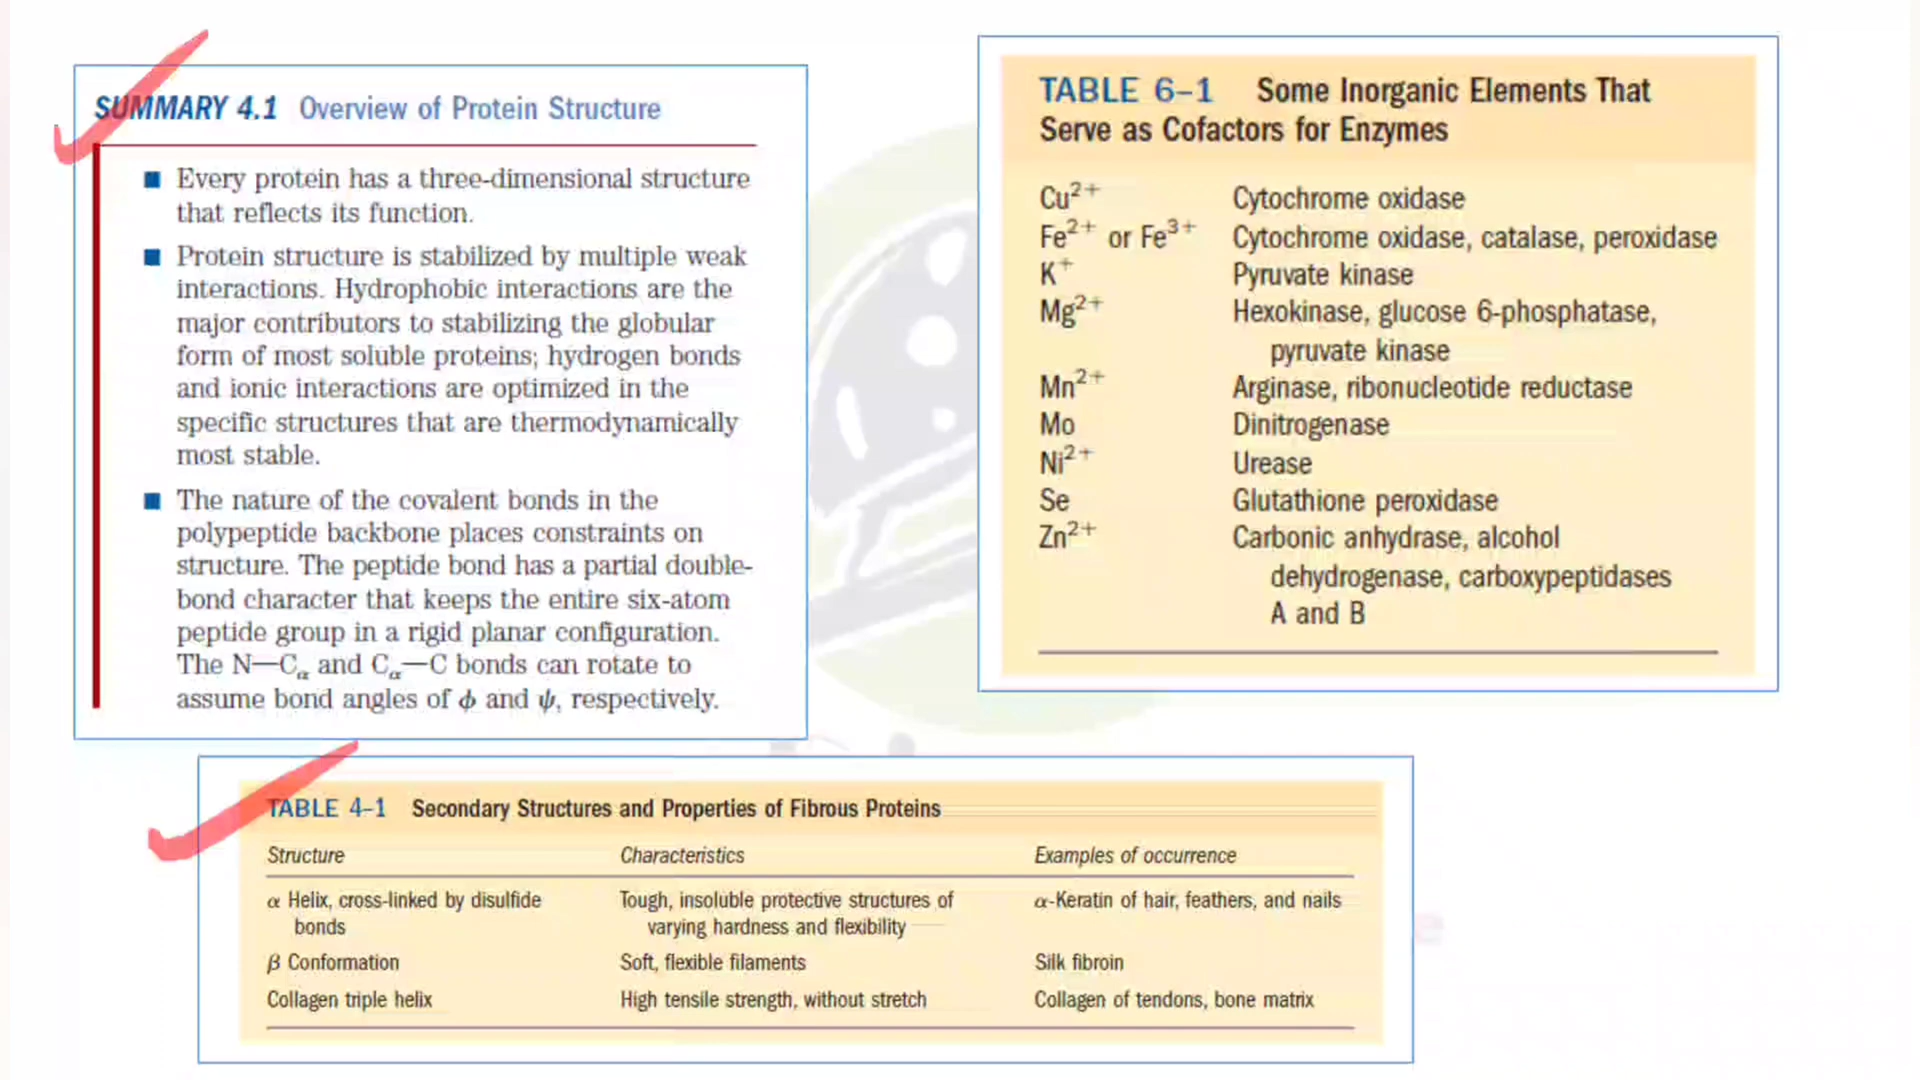 SUMMARY 4.1 Overview of Protein Structure
■ Every protein has a three-dimensional structure
that reflects its function.
■ Protein structure is stabilized by multiple weak
interactions. Hydrophobic interactions are the
major contributors to stabilizing the globular
form of most soluble proteins; hydrogen bonds
and ionic interactions are optimized in the
specific structures that are thermodynamically
most stable.
■ The nature of the covalent bonds in the
polypeptide backbone places constraints on
structure. The peptide bond has a partial double-
bond character that keeps the entire six-atom
peptide group in a rigid planar configuration.
The N—Cα and Cα—C bonds can rotate to
assume bond angles of ϕ and ψ, respectively.
TABLE 6–1 Some Inorganic Elements That
Serve as Cofactors for Enzymes
Cu²⁺ Cytochrome oxidase
Fe²⁺ or Fe³⁺ Cytochrome oxidase, catalase, peroxidase
K⁺ Pyruvate kinase
Mg²⁺ Hexokinase, glucose 6-phosphatase,
pyruvate kinase
Mn²⁺ Arginase, ribonucleotide reductase
Mo Dinitrogenase
Ni²⁺ Urease
Se Glutathione peroxidase
Zn²⁺ Carbonic anhydrase, alcohol
dehydrogenase, carboxypeptidases
A and B
TABLE 4–1 Secondary Structures and Properties of Fibrous Proteins
Structure Characteristics Examples of occurrence
α Helix, cross-linked by disulfide Tough, insoluble protective structures of α-Keratin of hair, feathers, and nails
bonds varying hardness and flexibility
β Conformation Soft, flexible filaments Silk fibroin
Collagen triple helix High tensile strength, without stretch Collagen of tendons, bone matrix